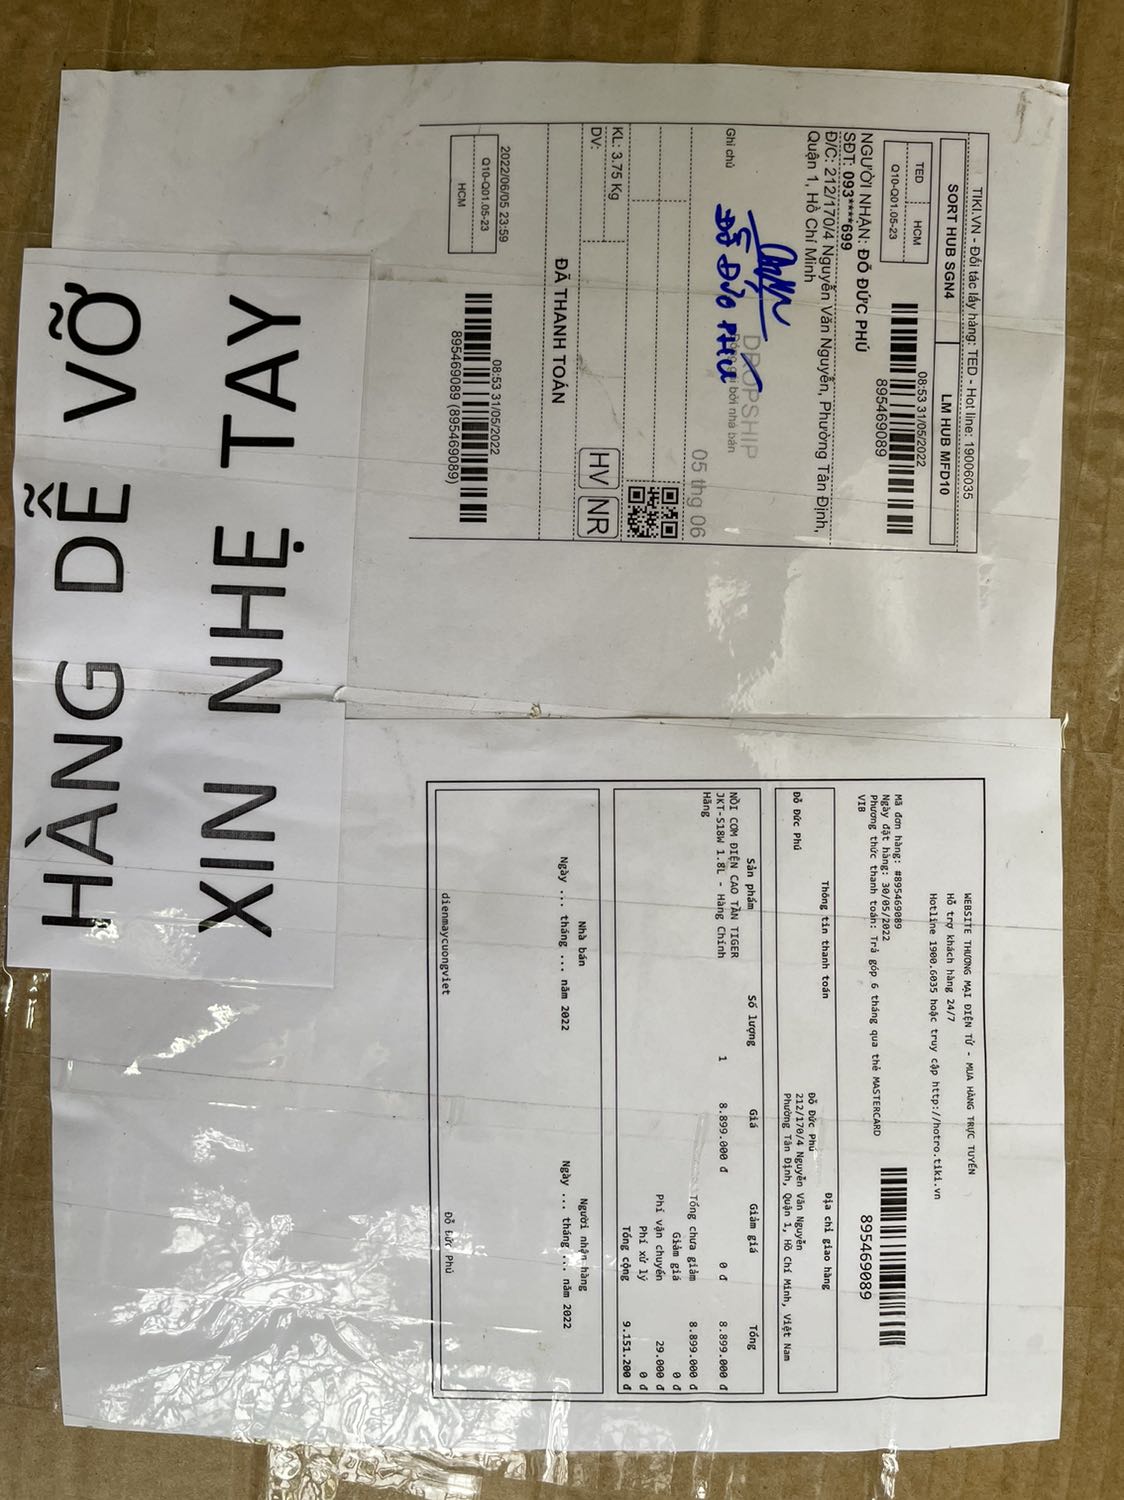 TIKI.VN - Đối tác lấy hàng: TED - Hot line: 19006035
SORT HUB SGN4
LM HUB MFD10
TED
HCM
Q10-Q01.05-23
08:53 31/05/2022
895469089
NGƯỜI NHẬN: ĐỖ ĐỨC PHÚ
SĐT: 093****699
Đ/C: 212/170/4 Nguyễn Văn Nguyễn, Phường Tân Định,
Quận 1, Hồ Chí Minh
Ghi chú
DROPSHIP
bởi nhà bán
ĐỖ ĐỨC PHÚ
05 thg 06
KL: 3.75 Kg
DV:
HV
NR
ĐÃ THANH TOÁN
2022/06/05 23:59
Q10-Q01.05-23
HCM
08:53 31/05/2022
895469089 (895469089)
HÀNG DỄ VỠ
XIN NHẸ TAY
WEBSITE THƯƠNG MẠI ĐIỆN TỬ - MUA HÀNG TRỰC TUYẾN
Hỗ trợ khách hàng 24/7
Hotline 1900.6035 hoặc truy cập http://hotro.tiki.vn
Mã đơn hàng: #895469089
Ngày đặt hàng: 30/05/2022
Phương thức thanh toán: Trả góp 6 tháng qua thẻ MASTERCARD
VIB
895469089
Thông tin thanh toán
Địa chỉ giao hàng
Đỗ Đức Phú
Đỗ Đức Phú
212/170/4 Nguyễn Văn Nguyễn
Phường Tân Định, Quận 1, Hồ Chí Minh, Việt Nam
Sản phẩm Số lượng Giá Giảm giá Tổng
NỒI CƠM ĐIỆN CAO TẦN TIGER 1 8.899.000 đ 0 đ 8.899.000 đ
JKT-S18W 1.8L - Hàng Chính
Hãng
Tổng chưa giảm 8.899.000 đ
Giảm giá 0 đ
Phí vận chuyển 29.000 đ
Phí xử lý 0 đ
Tổng cộng 9.151.200 đ
Nhà bán
Người nhận hàng
Ngày ... tháng ... năm 2022
Ngày ... tháng ... năm 2022
dienmaycuongviet
Đỗ Đức Phú